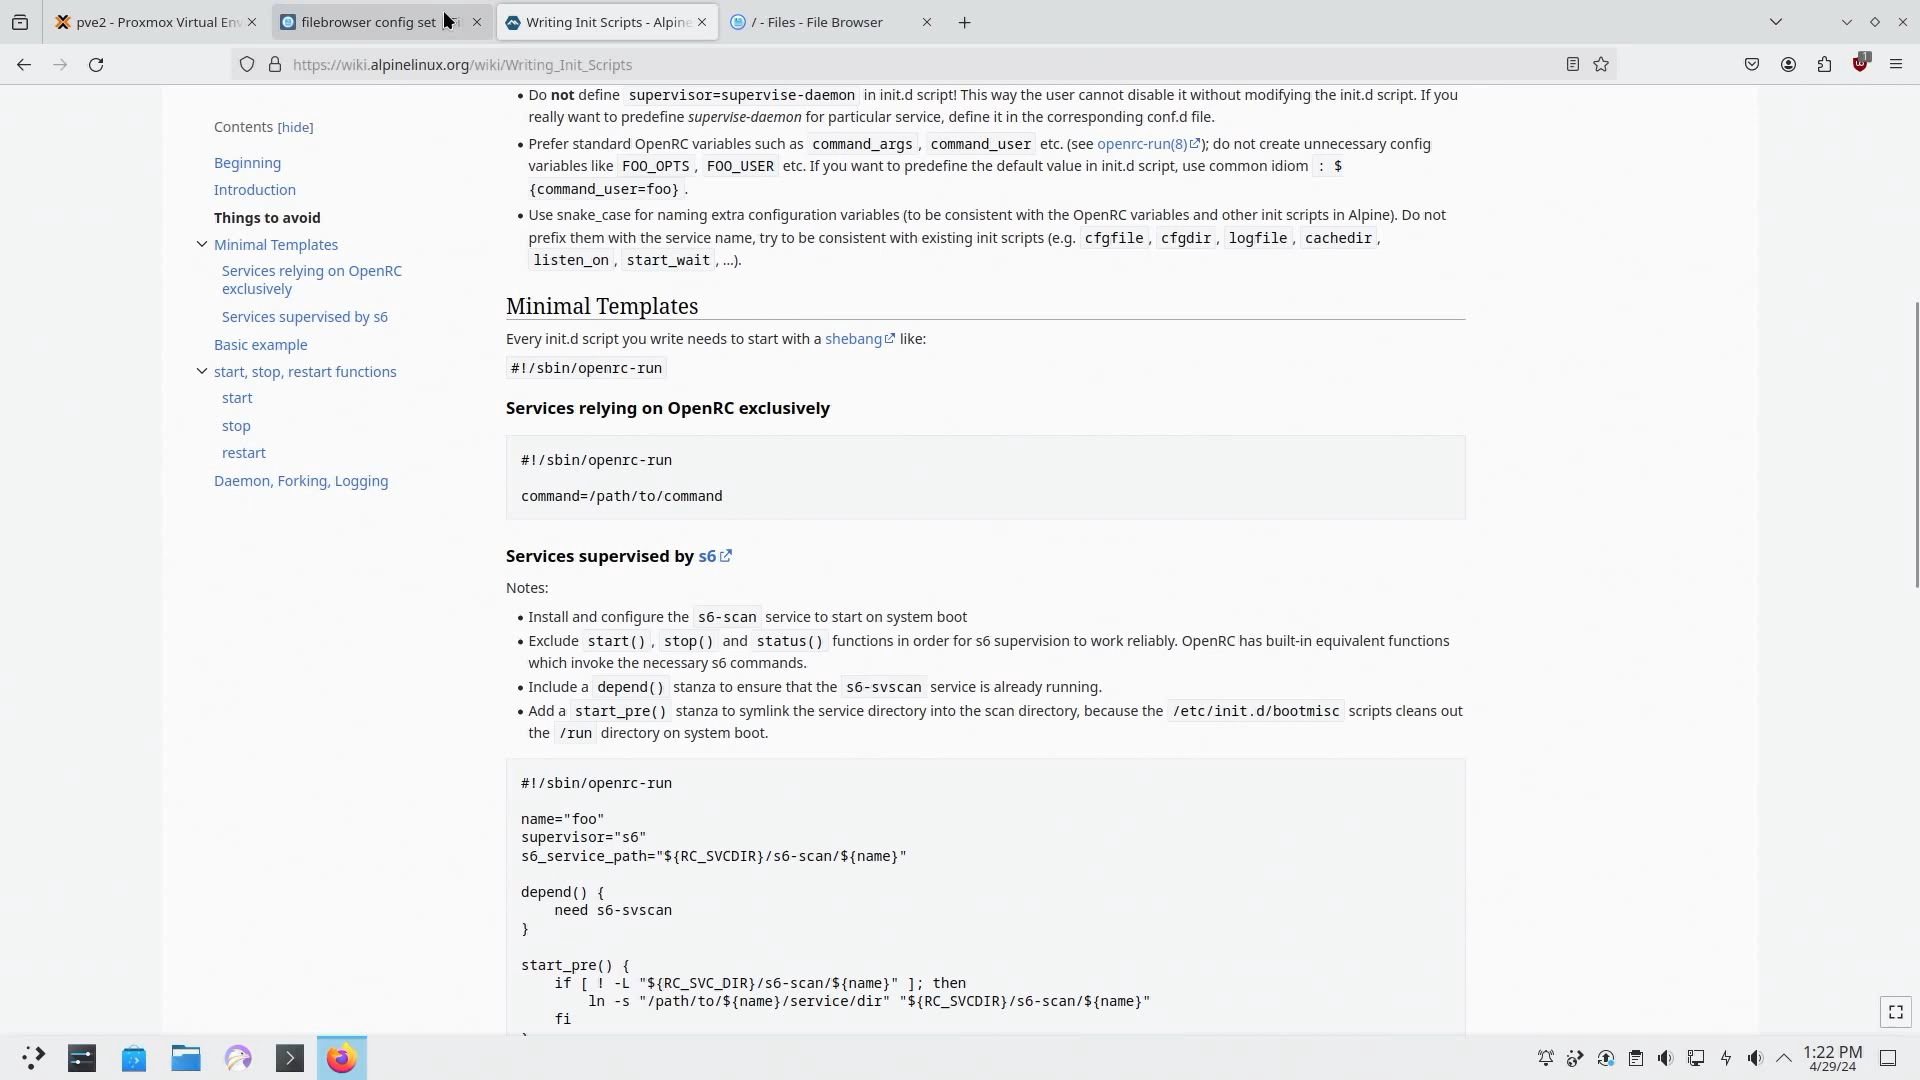 pve2 - Proxmox Virtual Env
filebrowser config set
Writing Init Scripts - Alpine
/ - Files - File Browser
https://wiki.alpinelinux.org/wiki/Writing_Init_Scripts
1
Contents [hide]
Beginning
Introduction
Things to avoid
Minimal Templates
Services relying on OpenRC
exclusively
Services supervised by s6
Basic example
start, stop, restart functions
start
stop
restart
Daemon, Forking, Logging
Do not define supervisor=supervise-daemon in init.d script! This way the user cannot disable it without modifying the init.d script. If you
really want to predefine supervise-daemon for particular service, define it in the corresponding conf.d file.
Prefer standard OpenRC variables such as command_args , command_user etc. (see openrc-run(8)); do not create unnecessary config
variables like FOO_OPTS , FOO_USER etc. If you want to predefine the default value in init.d script, use common idiom : $
{command_user=foo} .
Use snake_case for naming extra configuration variables (to be consistent with the OpenRC variables and other init scripts in Alpine). Do not
prefix them with the service name, try to be consistent with existing init scripts (e.g. cfgfile , cfgdir , logfile , cachedir ,
listen_on , start_wait , …).
Minimal Templates
Every init.d script you write needs to start with a shebang like:
#!/sbin/openrc-run
Services relying on OpenRC exclusively
#!/sbin/openrc-run
command=/path/to/command
Services supervised by s6
Notes:
Install and configure the s6-scan service to start on system boot
Exclude start() , stop() and status() functions in order for s6 supervision to work reliably. OpenRC has built-in equivalent functions
which invoke the necessary s6 commands.
Include a depend() stanza to ensure that the s6-svscan service is already running.
Add a start_pre() stanza to symlink the service directory into the scan directory, because the /etc/init.d/bootmisc scripts cleans out
the /run directory on system boot.
#!/sbin/openrc-run
name="foo"
supervisor="s6"
s6_service_path="${RC_SVCDIR}/s6-scan/${name}"
depend() {
need s6-svscan
}
start_pre() {
if [ ! -L "${RC_SVC_DIR}/s6-scan/${name}" ]; then
ln -s "/path/to/${name}/service/dir" "${RC_SVCDIR}/s6-scan/${name}"
fi
1:22 PM
4/29/24